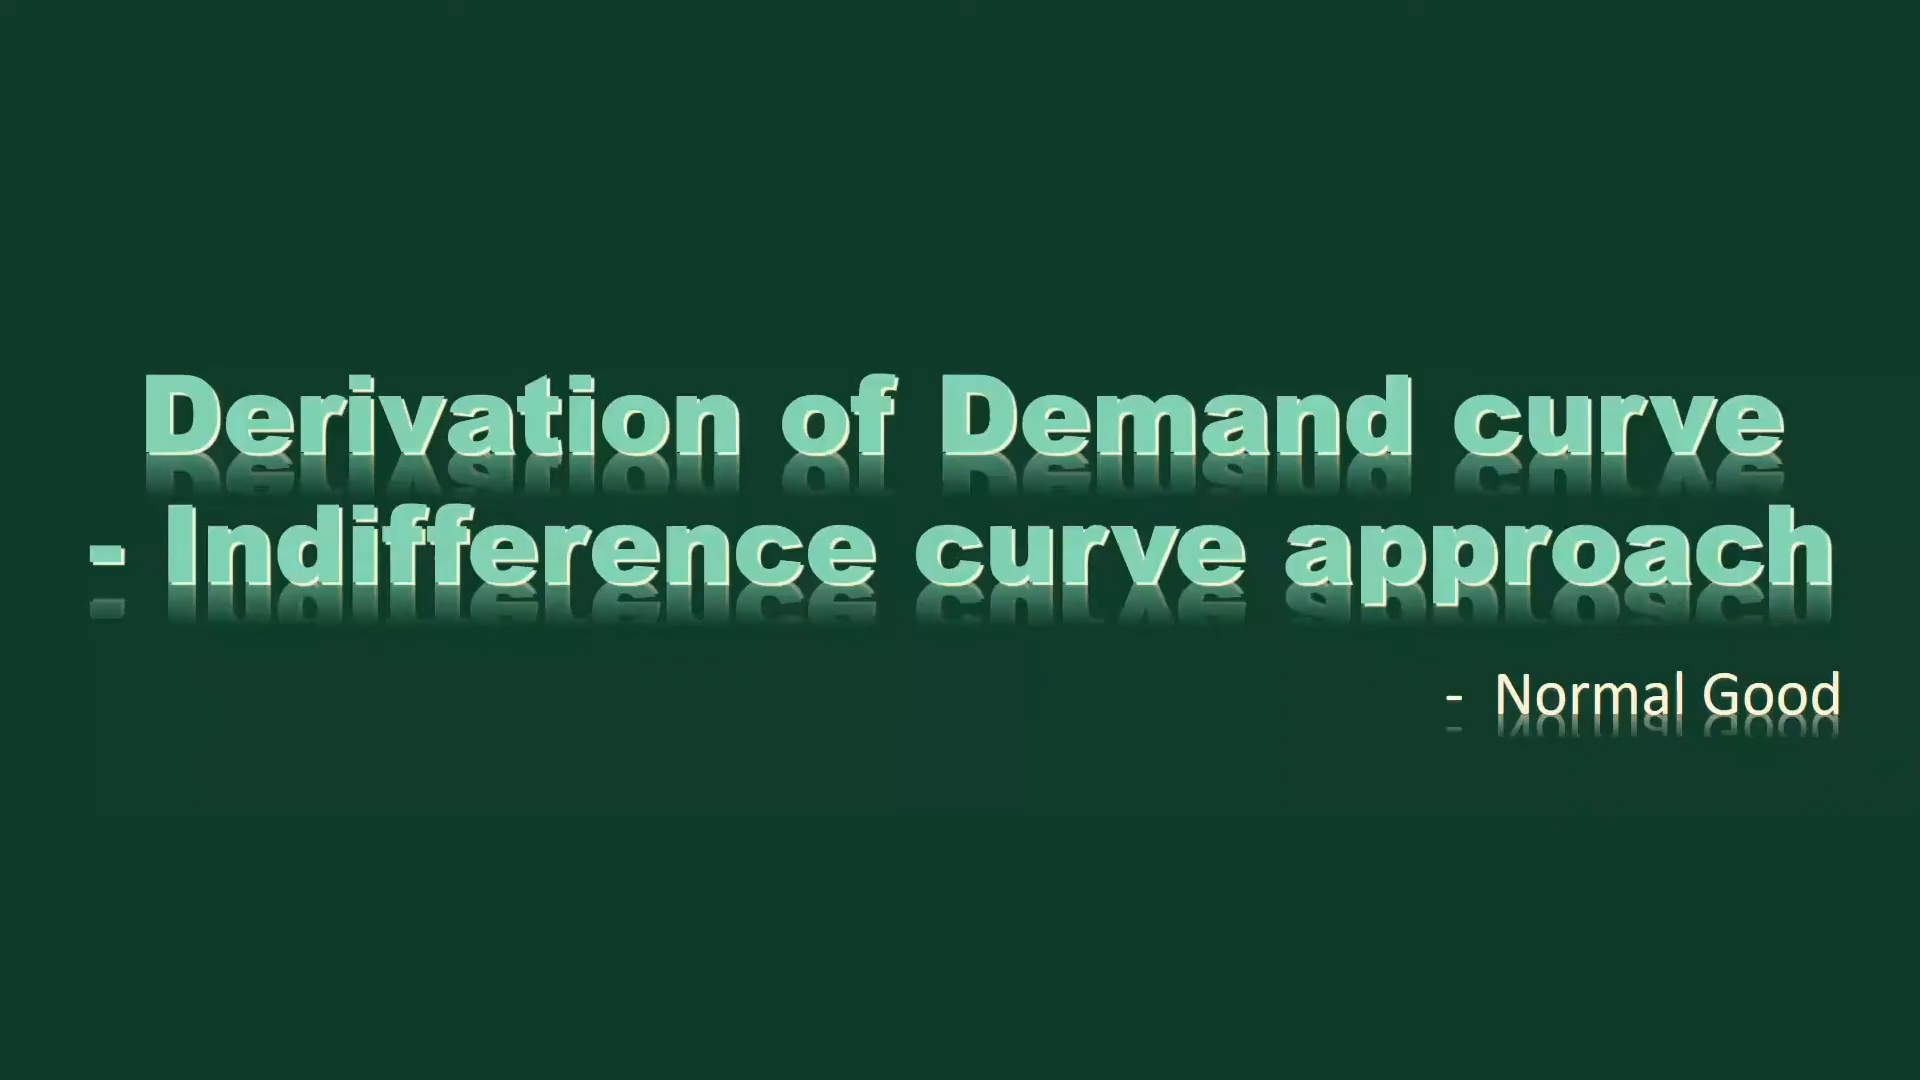 Derivation of Demand curve
- Indifference curve approach
- Normal Good